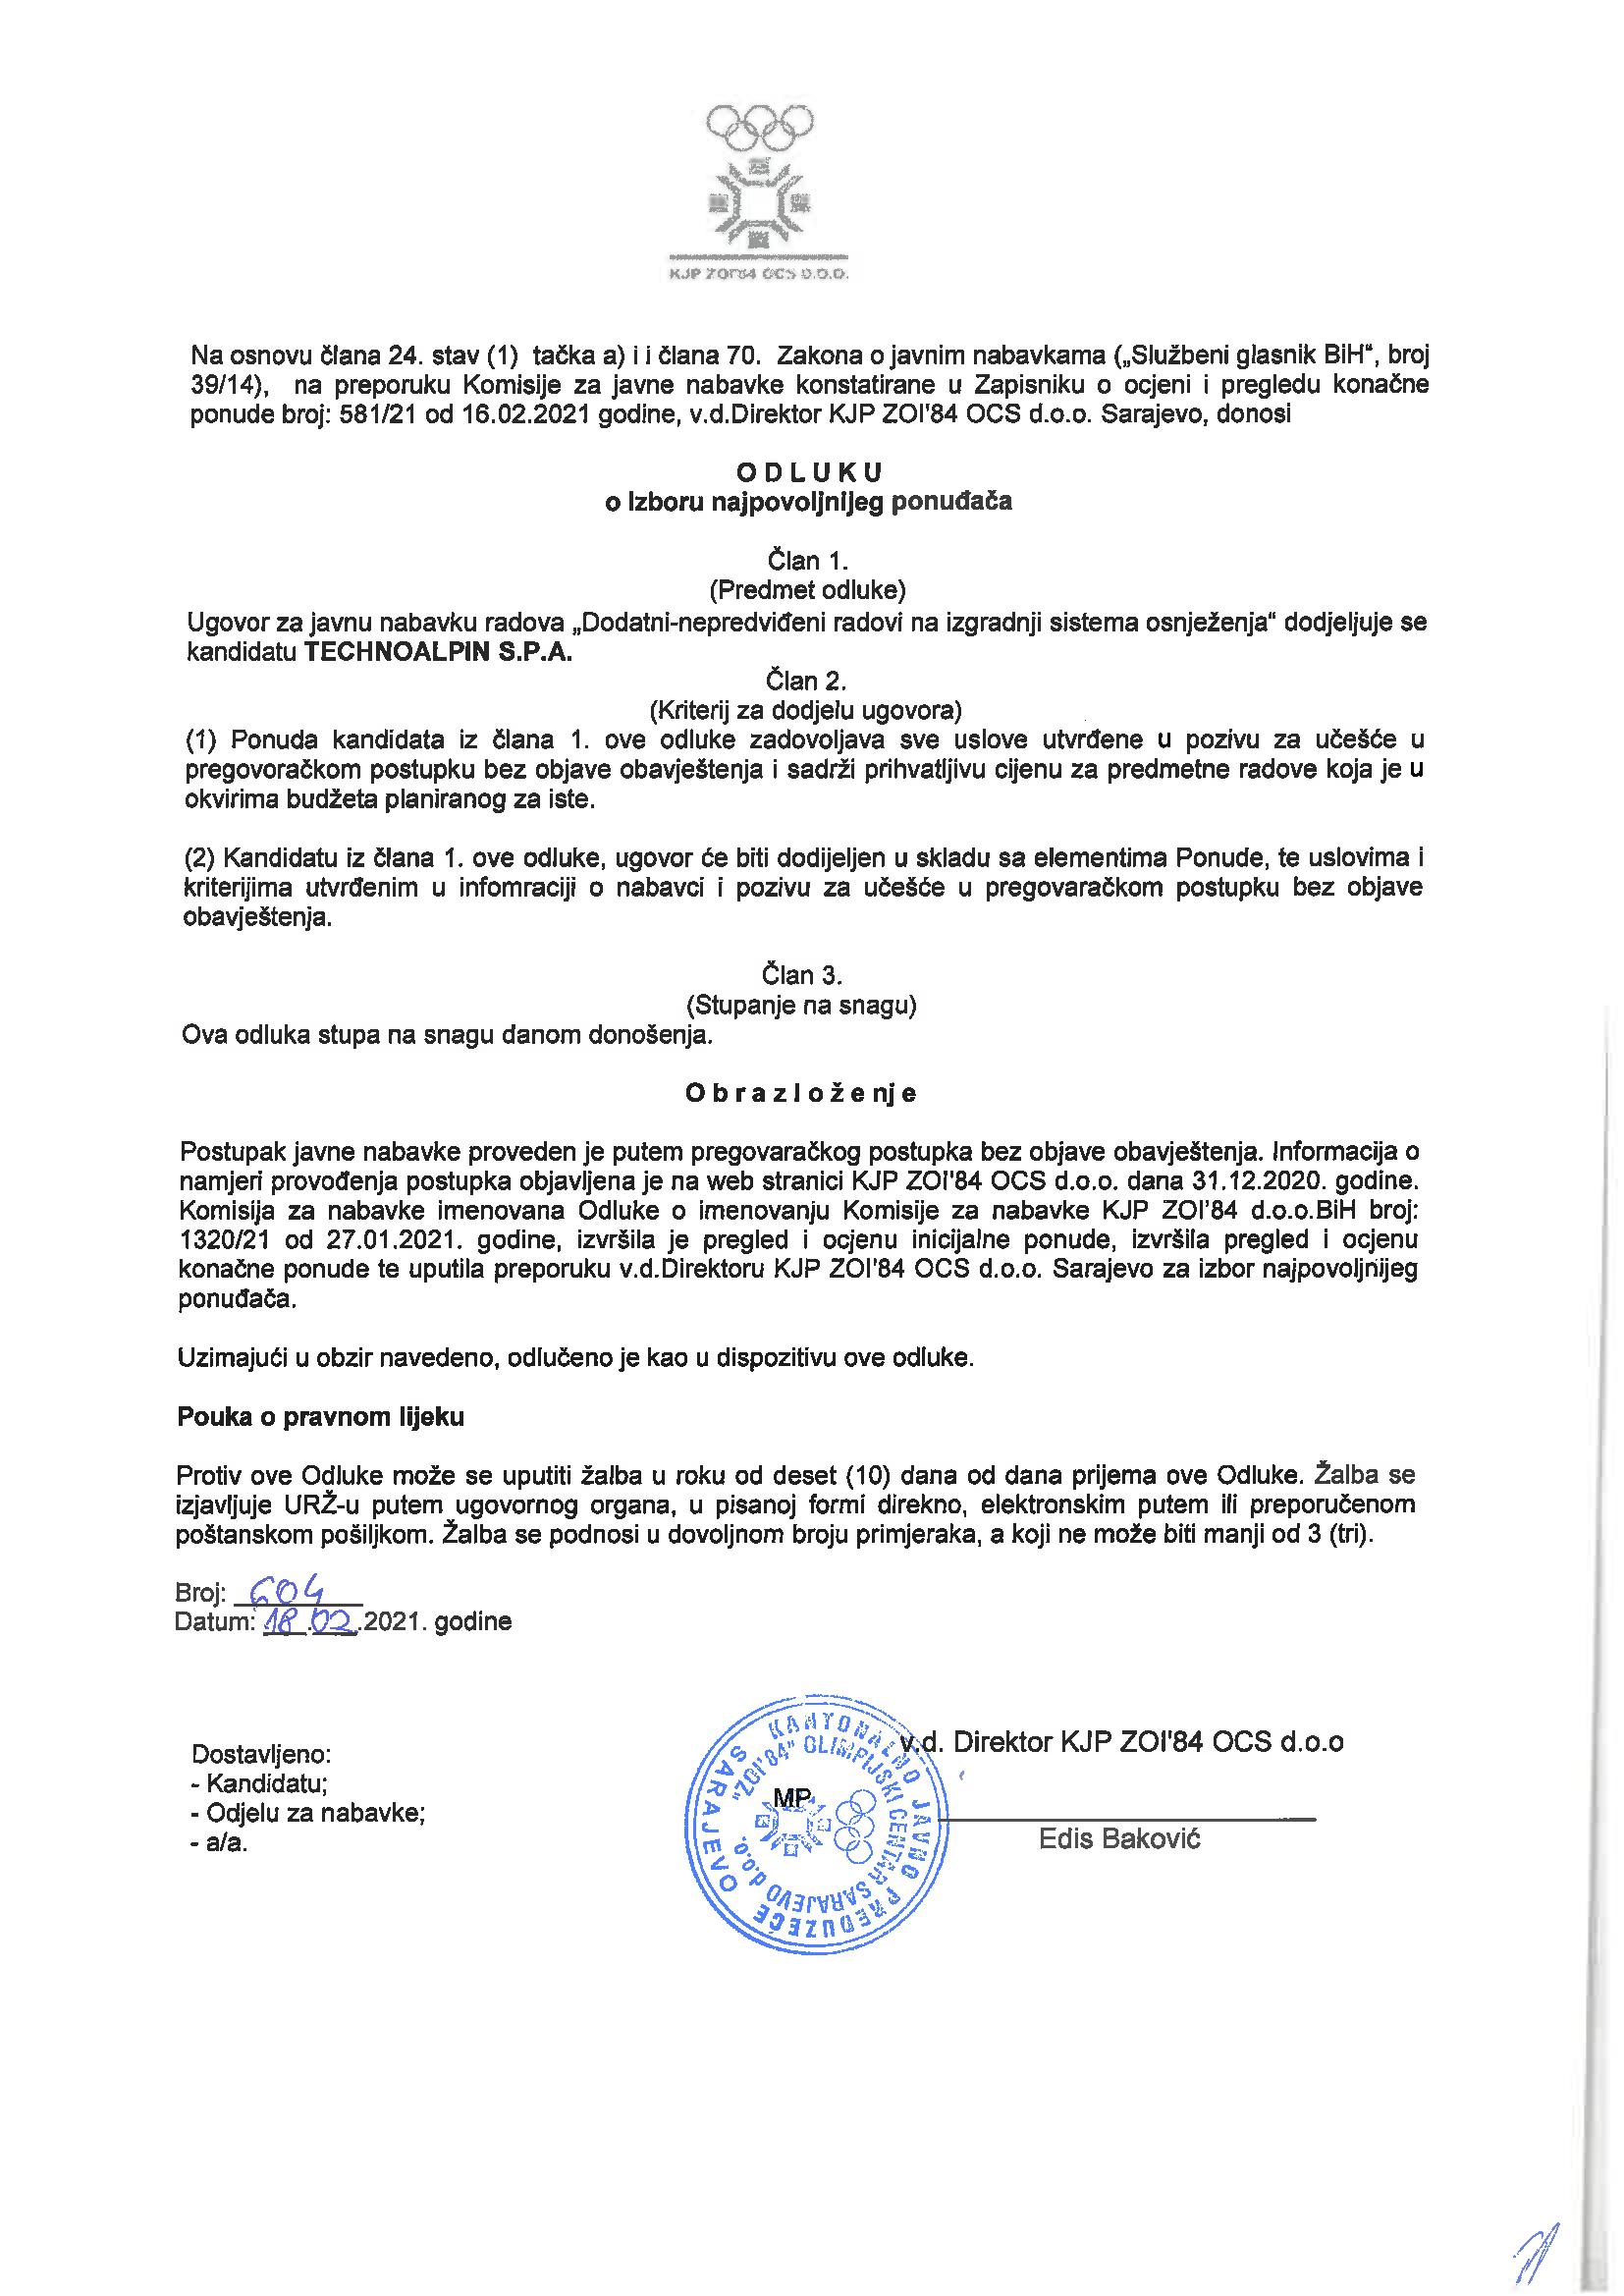 KJP ZOI'84 OCS D.O.O.
Na osnovu člana 24. stav (1) tačka a) i i člana 70. Zakona o javnim nabavkama („Službeni glasnik BiH“, broj
39/14), na preporuku Komisije za javne nabavke konstatirane u Zapisniku o ocjeni i pregledu konačne
ponude broj: 581/21 od 16.02.2021 godine, v.d.Direktor KJP ZOI'84 OCS d.o.o. Sarajevo, donosi
O D L U K U
o Izboru najpovoljnijeg ponuđača
Član 1.
(Predmet odluke)
Ugovor za javnu nabavku radova „Dodatni-nepredviđeni radovi na izgradnji sistema osnježenja“ dodjeljuje se
kandidatu TECHNOALPIN S.P.A.
Član 2.
(Kriterij za dodjelu ugovora)
(1) Ponuda kandidata iz člana 1. ove odluke zadovoljava sve uslove utvrđene u pozivu za učešće u
pregovoračkom postupku bez objave obavještenja i sadrži prihvatljivu cijenu za predmetne radove koja je u
okvirima budžeta planiranog za iste.
(2) Kandidatu iz člana 1. ove odluke, ugovor će biti dodijeljen u skladu sa elementima Ponude, te uslovima i
kriterijima utvrđenim u infomraciji o nabavci i pozivu za učešće u pregovaračkom postupku bez objave
obavještenja.
Član 3.
(Stupanje na snagu)
Ova odluka stupa na snagu danom donošenja.
O b r a z l o ž e nj e
Postupak javne nabavke proveden je putem pregovaračkog postupka bez objave obavještenja. Informacija o
namjeri provođenja postupka objavljena je na web stranici KJP ZOI'84 OCS d.o.o. dana 31.12.2020. godine.
Komisija za nabavke imenovana Odluke o imenovanju Komisije za nabavke KJP ZOI'84 d.o.o.BiH broj:
1320/21 od 27.01.2021. godine, izvršila je pregled i ocjenu inicijalne ponude, izvršila pregled i ocjenu
konačne ponude te uputila preporuku v.d.Direktoru KJP ZOI'84 OCS d.o.o. Sarajevo za izbor najpovoljnijeg
ponuđača.
Uzimajući u obzir navedeno, odlučeno je kao u dispozitivu ove odluke.
Pouka o pravnom lijeku
Protiv ove Odluke može se uputiti žalba u roku od deset (10) dana od dana prijema ove Odluke. Žalba se
izjavljuje URŽ-u putem ugovornog organa, u pisanoj formi direkno, elektronskim putem ili preporučenom
poštanskom pošiljkom. Žalba se podnosi u dovoljnom broju primjeraka, a koji ne može biti manji od 3 (tri).
Broj: 604
Datum: 18.02.2021. godine
v.d. Direktor KJP ZOI'84 OCS d.o.o
Dostavljeno:
- Kandidatu;
- Odjelu za nabavke;
- a/a.
MP
Edis Baković
KANTONALNO JAVNO PREDUZEĆE SARAJEVO
"ZOI'84" OLIMPIJSKI CENTAR SARAJEVO d.o.o.